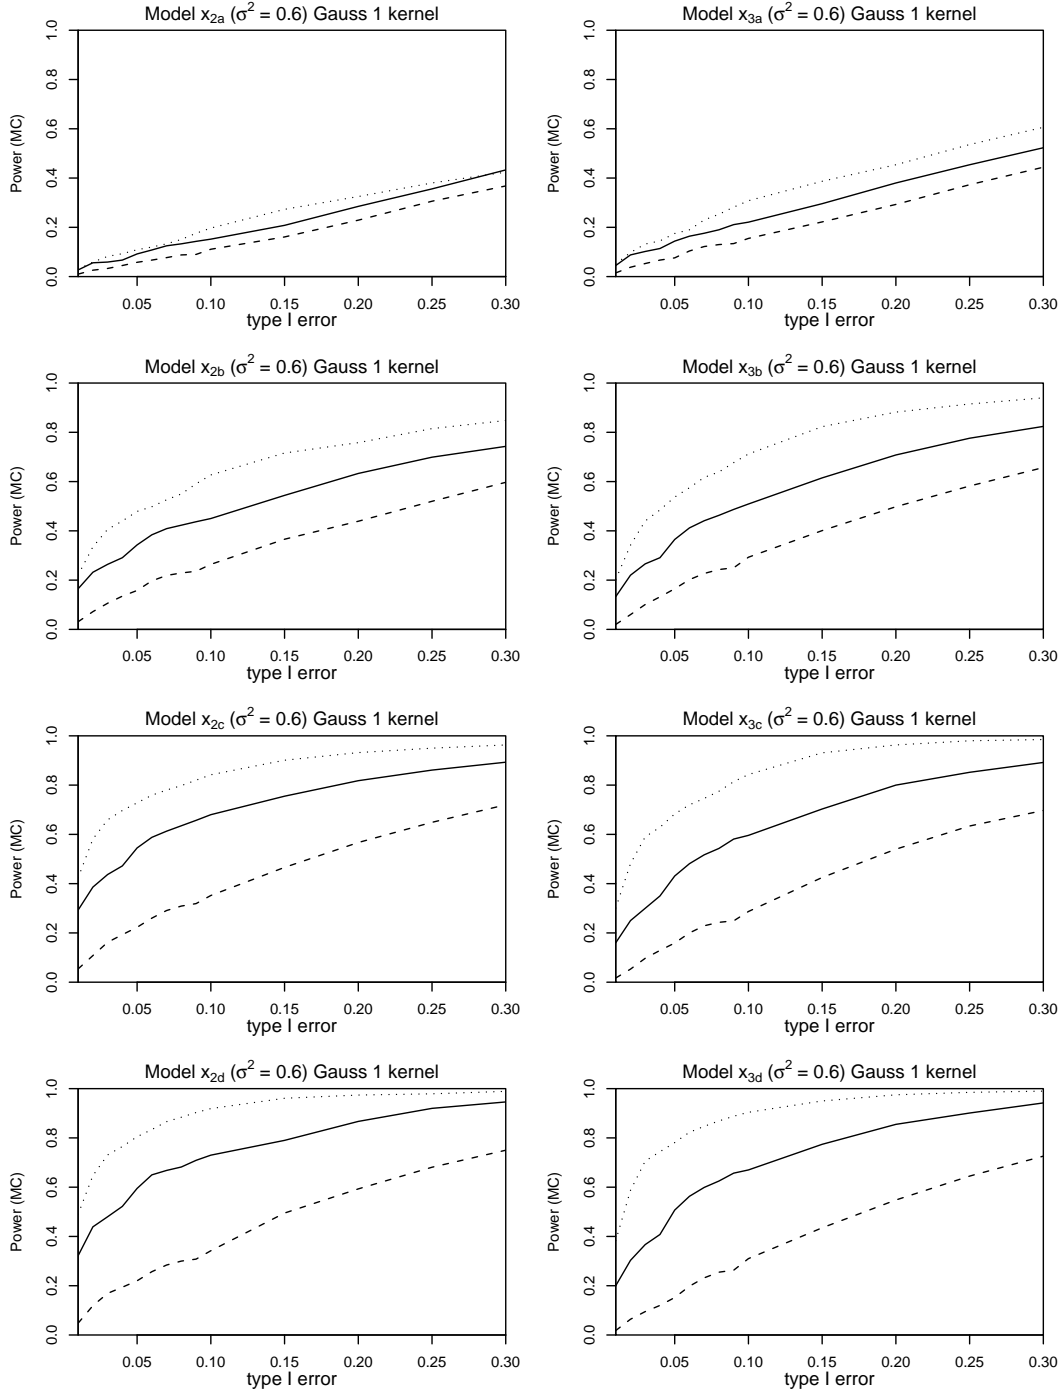 Model x2a (σ² = 0.6) Gauss 1 kernel
Power (MC)
0.0 0.2 0.4 0.6 0.8 1.0
0.05 0.10 0.15 0.20 0.25 0.30
type I error
Model x3a (σ² = 0.6) Gauss 1 kernel
Power (MC)
0.0 0.2 0.4 0.6 0.8 1.0
0.05 0.10 0.15 0.20 0.25 0.30
type I error
Model x2b (σ² = 0.6) Gauss 1 kernel
Power (MC)
0.0 0.2 0.4 0.6 0.8 1.0
0.05 0.10 0.15 0.20 0.25 0.30
type I error
Model x3b (σ² = 0.6) Gauss 1 kernel
Power (MC)
0.0 0.2 0.4 0.6 0.8 1.0
0.05 0.10 0.15 0.20 0.25 0.30
type I error
Model x2c (σ² = 0.6) Gauss 1 kernel
Power (MC)
0.0 0.2 0.4 0.6 0.8 1.0
0.05 0.10 0.15 0.20 0.25 0.30
type I error
Model x3c (σ² = 0.6) Gauss 1 kernel
Power (MC)
0.0 0.2 0.4 0.6 0.8 1.0
0.05 0.10 0.15 0.20 0.25 0.30
type I error
Model x2d (σ² = 0.6) Gauss 1 kernel
Power (MC)
0.0 0.2 0.4 0.6 0.8 1.0
0.05 0.10 0.15 0.20 0.25 0.30
type I error
Model x3d (σ² = 0.6) Gauss 1 kernel
Power (MC)
0.0 0.2 0.4 0.6 0.8 1.0
0.05 0.10 0.15 0.20 0.25 0.30
type I error